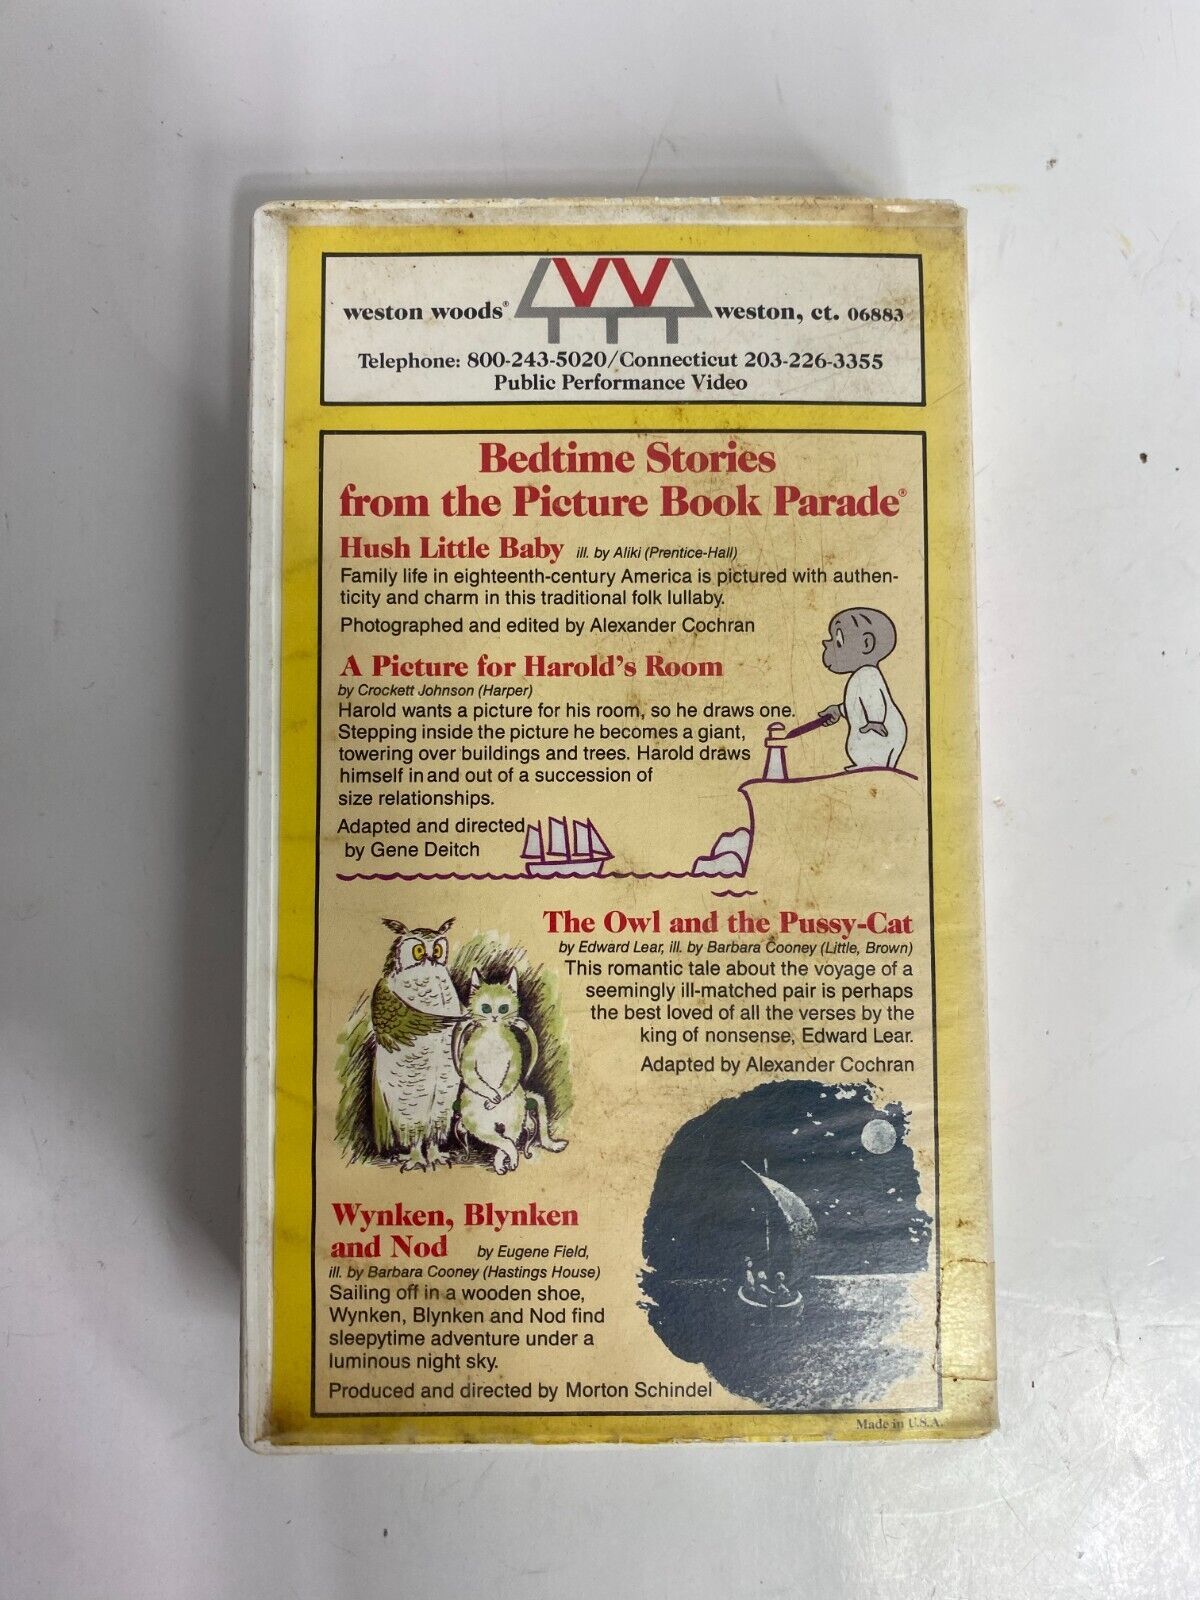 weston woods® weston, ct. 06883
Telephone: 800-243-5020/Connecticut 203-226-3355
Public Performance Video
Bedtime Stories
from the Picture Book Parade®
Hush Little Baby ill. by Aliki (Prentice-Hall)
Family life in eighteenth-century America is pictured with authen-
ticity and charm in this traditional folk lullaby.
Photographed and edited by Alexander Cochran
A Picture for Harold's Room
by Crockett Johnson (Harper)
Harold wants a picture for his room, so he draws one.
Stepping inside the picture he becomes a giant,
towering over buildings and trees. Harold draws
himself in and out of a succession of
size relationships.
Adapted and directed
by Gene Deitch
The Owl and the Pussy-Cat
by Edward Lear, ill. by Barbara Cooney (Little, Brown)
This romantic tale about the voyage of a
seemingly ill-matched pair is perhaps
the best loved of all the verses by the
king of nonsense, Edward Lear.
Adapted by Alexander Cochran
Wynken, Blynken
and Nod by Eugene Field,
ill. by Barbara Cooney (Hastings House)
Sailing off in a wooden shoe,
Wynken, Blynken and Nod find
sleepytime adventure under a
luminous night sky.
Produced and directed by Morton Schindel
Made in U.S.A.